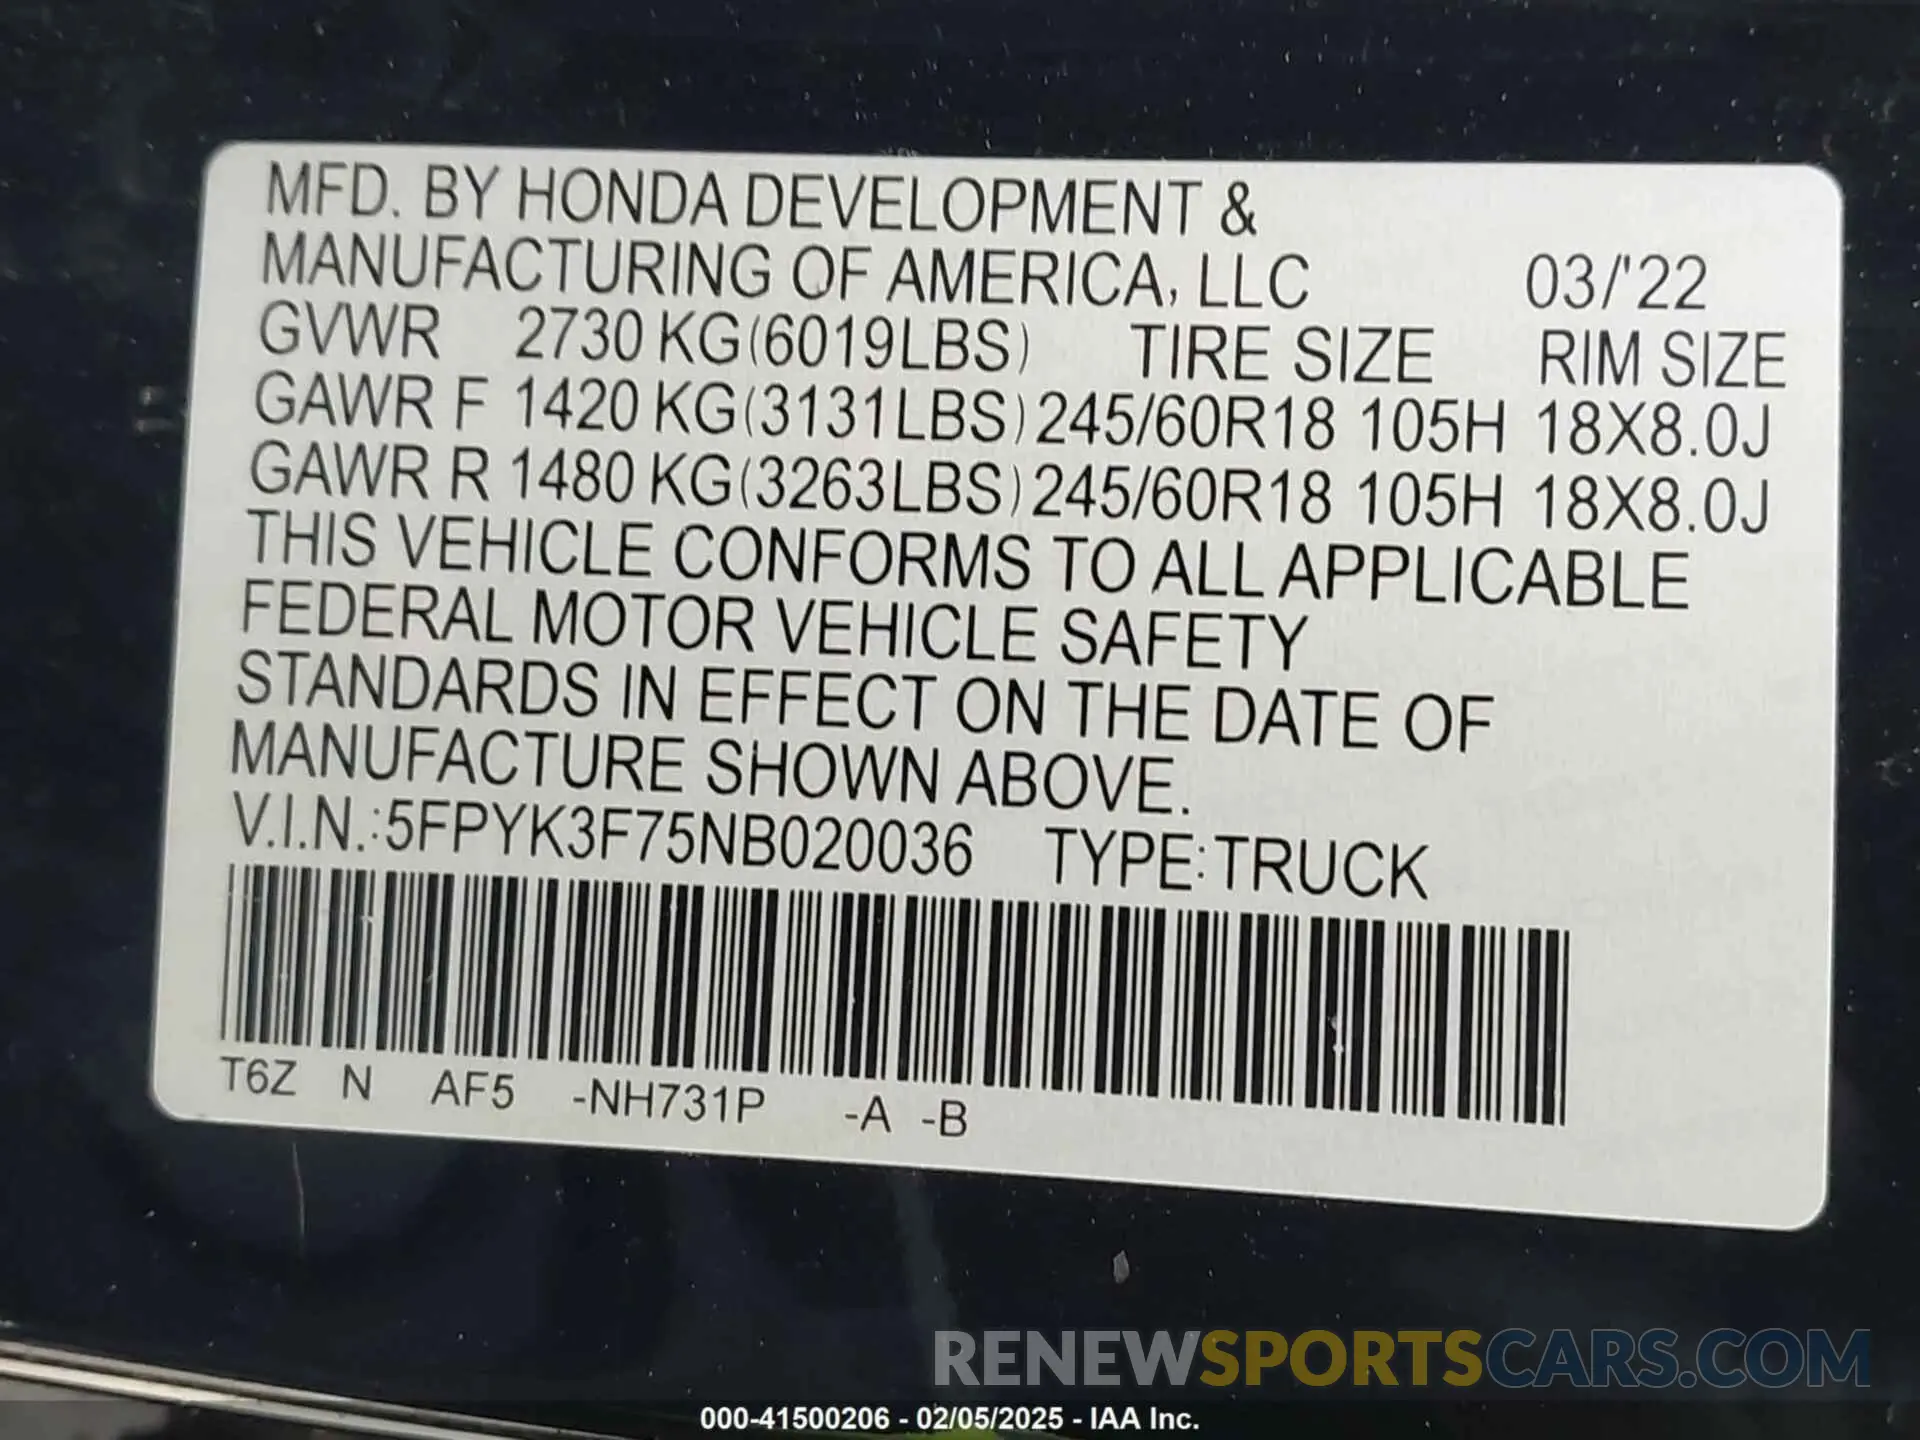 MFD. BY HONDA DEVELOPMENT &
MANUFACTURING OF AMERICA, LLC 03/'22
GVWR 2730 KG(6019LBS) TIRE SIZE RIM SIZE
GAWR F 1420 KG(3131LBS) 245/60R18 105H 18X8.0J
GAWR R 1480 KG(3263LBS) 245/60R18 105H 18X8.0J
THIS VEHICLE CONFORMS TO ALL APPLICABLE
FEDERAL MOTOR VEHICLE SAFETY
STANDARDS IN EFFECT ON THE DATE OF
MANUFACTURE SHOWN ABOVE.
V.I.N.:5FPYK3F75NB020036 TYPE:TRUCK
T6Z N AF5 -NH731P -A -B
RENEWSPORTSCARS.COM
000-41500206 - 02/05/2025 - IAA Inc.